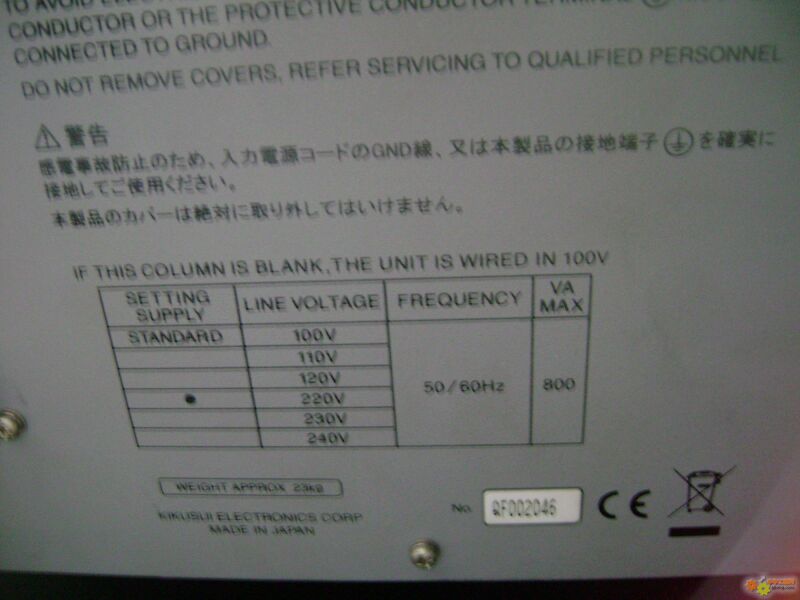 TO AVOID
CONDUCTOR OR THE PROTECTIVE CONDUCTOR TERMINAL
CONNECTED TO GROUND.
DO NOT REMOVE COVERS, REFER SERVICING TO QUALIFIED PERSONNEL
警告
感電事故防止のため、入力電源コードのGND線、又は本製品の接地端子 を確実に
接地してご使用ください。
本製品のカバーは絶対に取り外してはいけません。
IF THIS COLUMN IS BLANK,THE UNIT IS WIRED IN 100V
SETTING SUPPLY LINE VOLTAGE FREQUENCY VA MAX
STANDARD 100V
110V
120V
220V
230V
240V
50/60Hz 800
WEIGHT APPROX 23kg
KIKUSUI ELECTRONICS CORP
MADE IN JAPAN
No. QF002046 CE